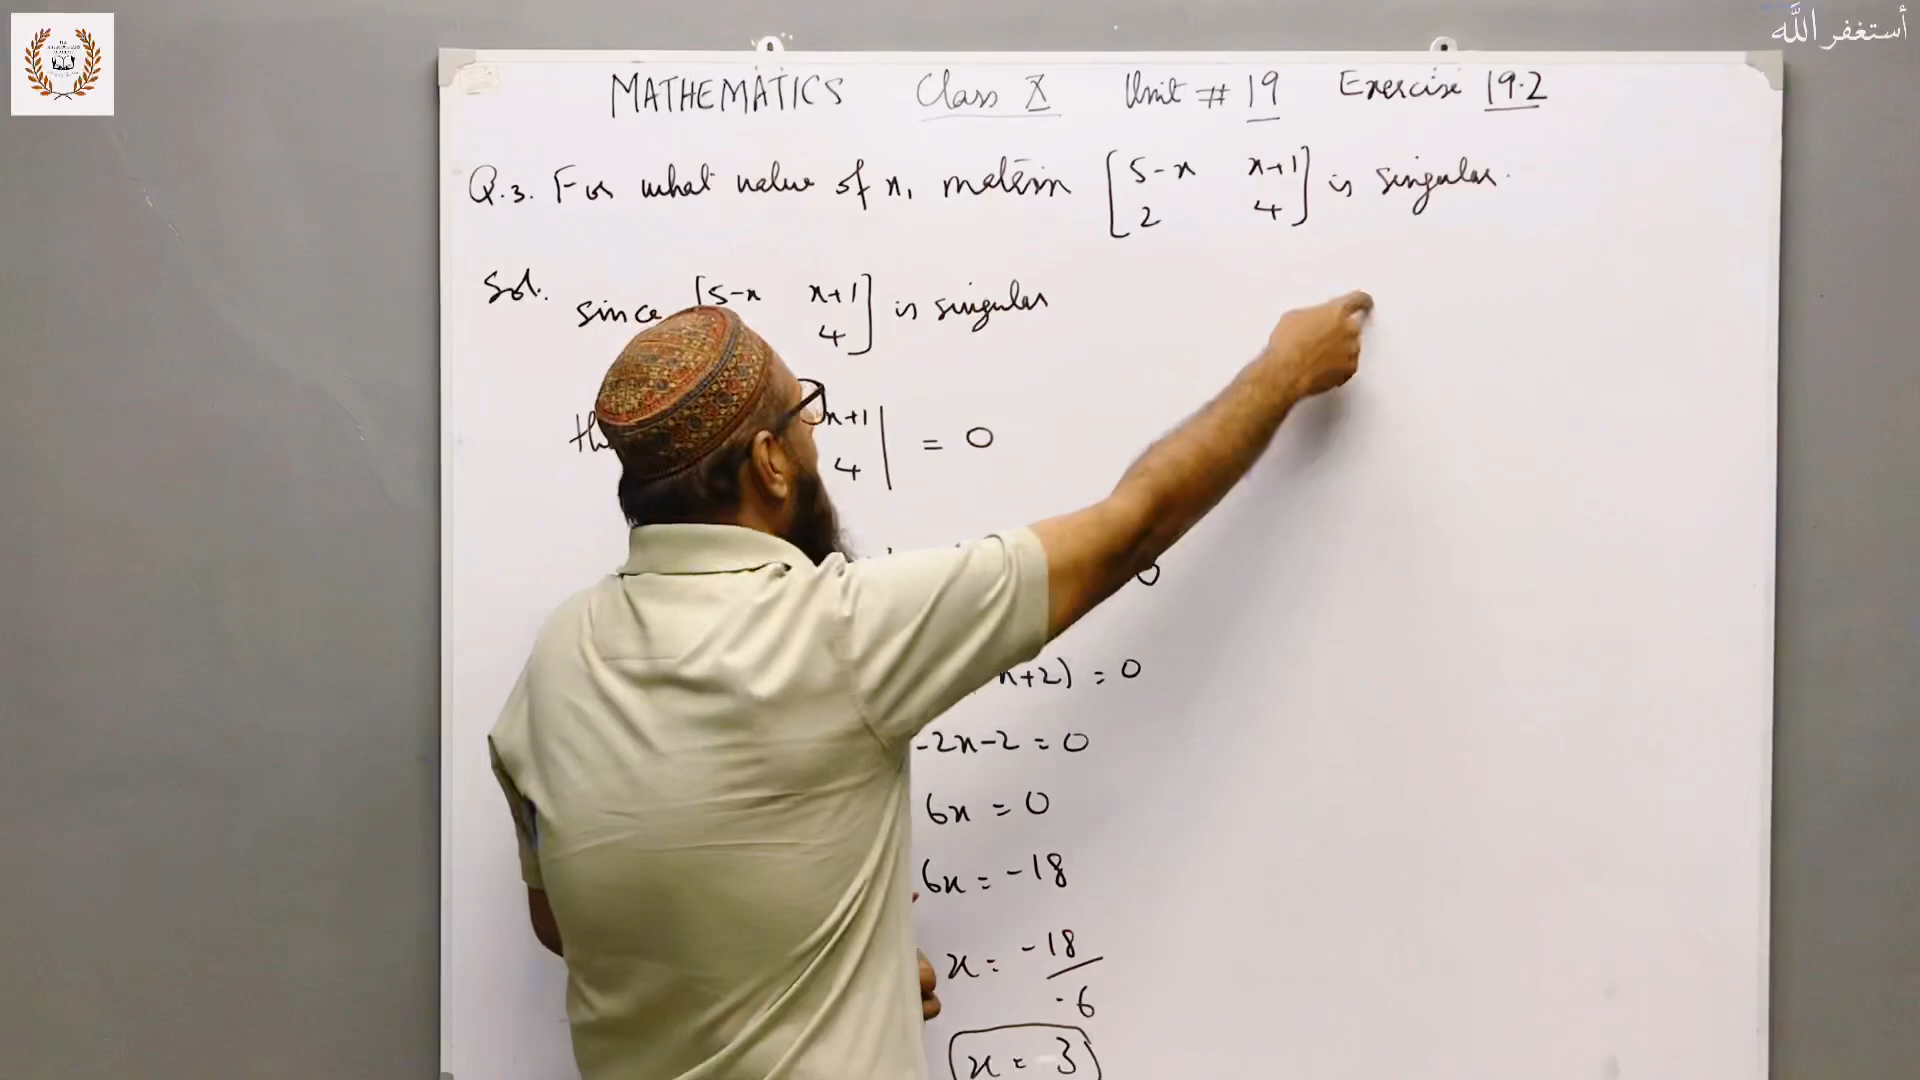 أستغفر الله
MATHEMATICS Class X Unit # 19 Exercise 19.2
Q.3. For what value of x, matrix [5-x x+1] is singular.
2 4
Sol. since [5-x x+1] is singular
4
x+1 | = 0
4
0
x+2) = 0
-2x-2 = 0
6x = 0
6x = -18
x = -18
-6
x = 3